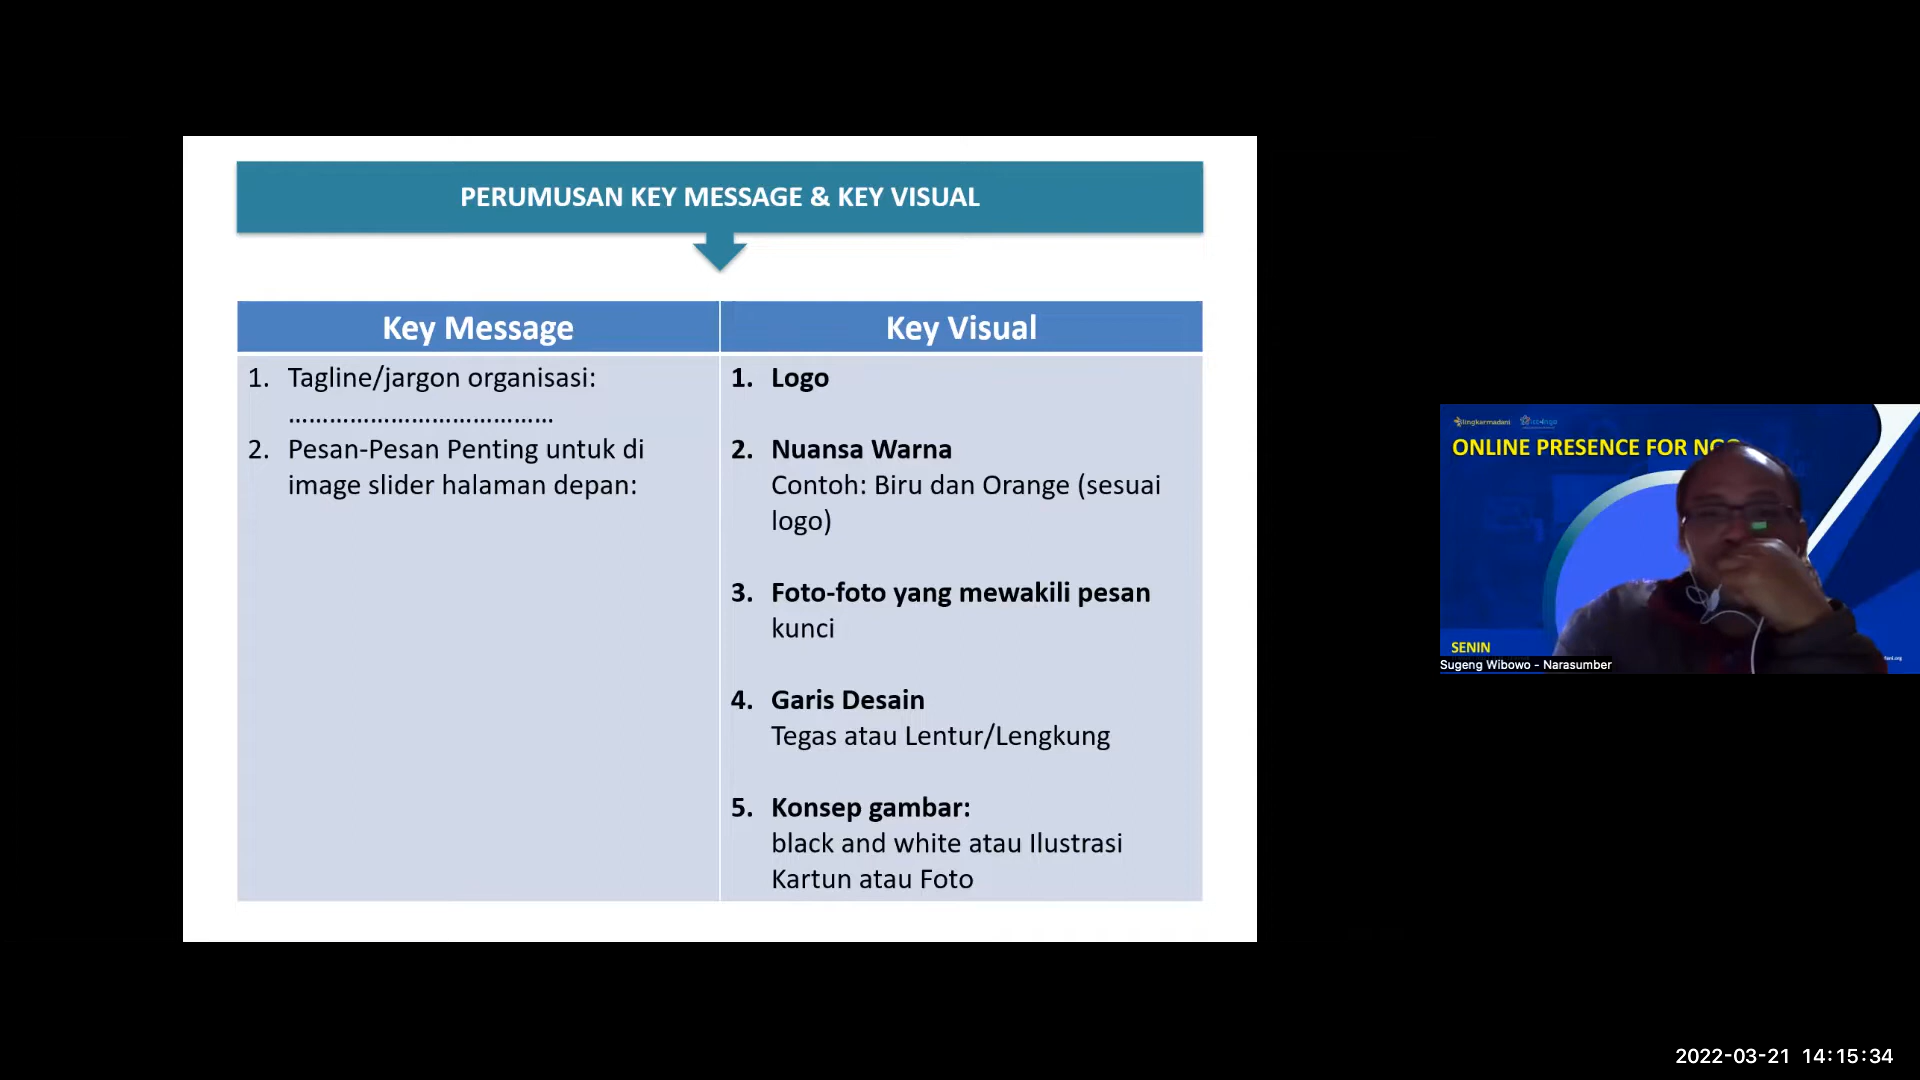 PERUMUSAN KEY MESSAGE & KEY VISUAL
Key Message
1. Tagline/jargon organisasi:
......................................
2. Pesan-Pesan Penting untuk di
image slider halaman depan:
Key Visual
1. Logo
2. Nuansa Warna
Contoh: Biru dan Orange (sesuai
logo)
3. Foto-foto yang mewakili pesan
kunci
4. Garis Desain
Tegas atau Lentur/Lengkung
5. Konsep gambar:
black and white atau Ilustrasi
Kartun atau Foto
lingkarmadani
ONLINE PRESENCE FOR NGO
SENIN
Sugeng Wibowo - Narasumber
2022-03-21 14:15:34